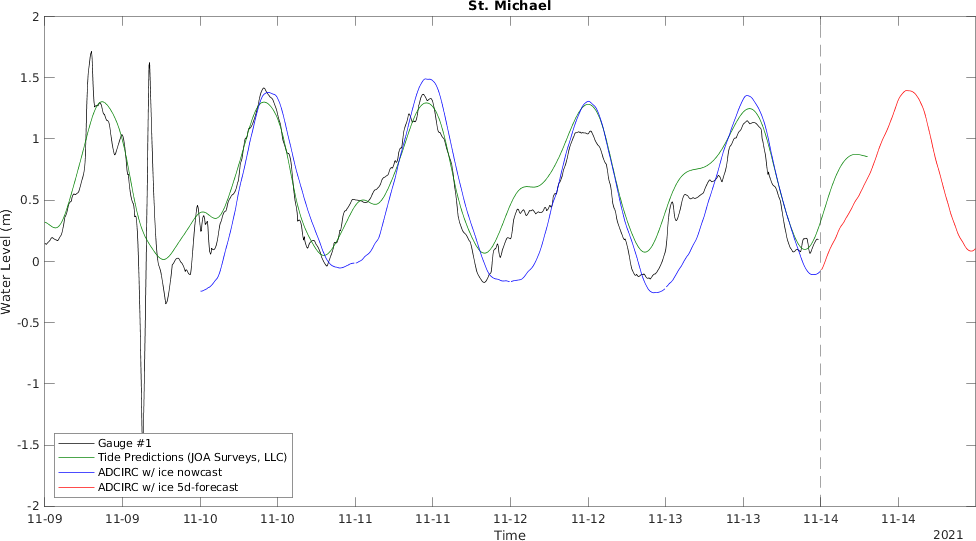 St. Michael
2
1.5
1
0.5
0
-0.5
-1
-1.5
-2
Water Level (m)
Gauge #1
Tide Predictions (JOA Surveys, LLC)
ADCIRC w/ ice nowcast
ADCIRC w/ ice 5d-forecast
11-09 11-09 11-10 11-10 11-11 11-11 11-12 11-12 11-13 11-13 11-14 11-14
Time
2021